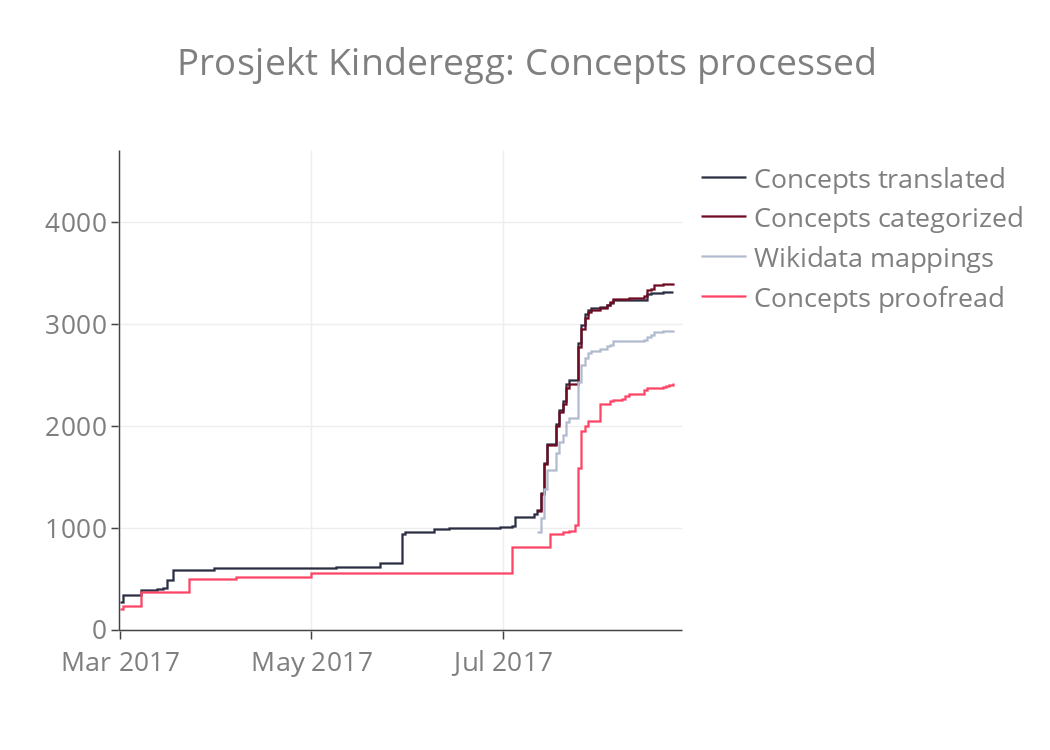 Prosjekt Kinderegg: Concepts processed
Concepts translated
Concepts categorized
Wikidata mappings
Concepts proofread
4000
3000
2000
1000
0
Mar 2017 May 2017 Jul 2017